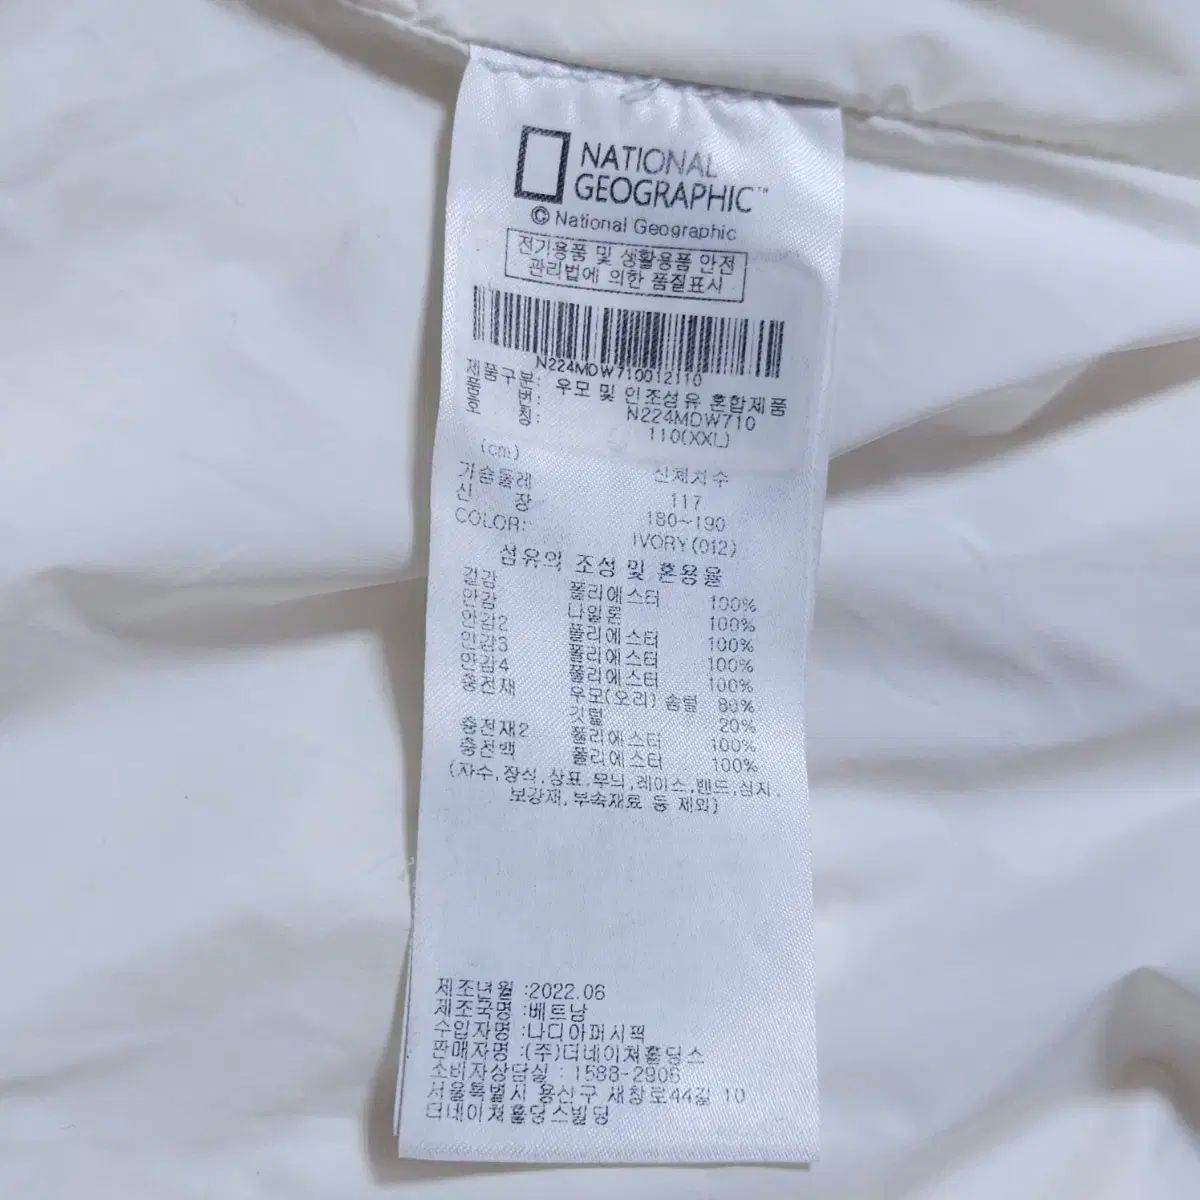 NATIONAL
GEOGRAPHIC™
© National Geographic
전기용품 및 생활용품 안전
관리법에 의한 품질표시
N224MDW710012110
제품구분: 우모 및 인조섬유 혼합제품
품 번: N224MDW710
호 칭: 110(XXL)
(cm) 신체치수
가슴둘레 117
신 장 180~190
COLOR: IVORY(012)
섬유의 조성 및 혼용율
겉감 폴리에스터 100%
안감 나일론 100%
안감2 폴리에스터 100%
안감3 폴리에스터 100%
안감4 폴리에스터 100%
충전재 우모(오리) 솜털 80%
깃털 20%
충전재2 폴리에스터 100%
충전백 폴리에스터 100%
(자수,장식,상표,무늬,레이스,밴드,심지,
보강재,부속재료 등 제외)
제조년월 :2022.06
제조국명 :베트남
수입자명 :나디아퍼시픽
판매자명 :(주)더네이쳐홀딩스
소비자상담실 : 1588-2906
서울특별시 용산구 새창로44길 10
더네이쳐홀딩스빌딩